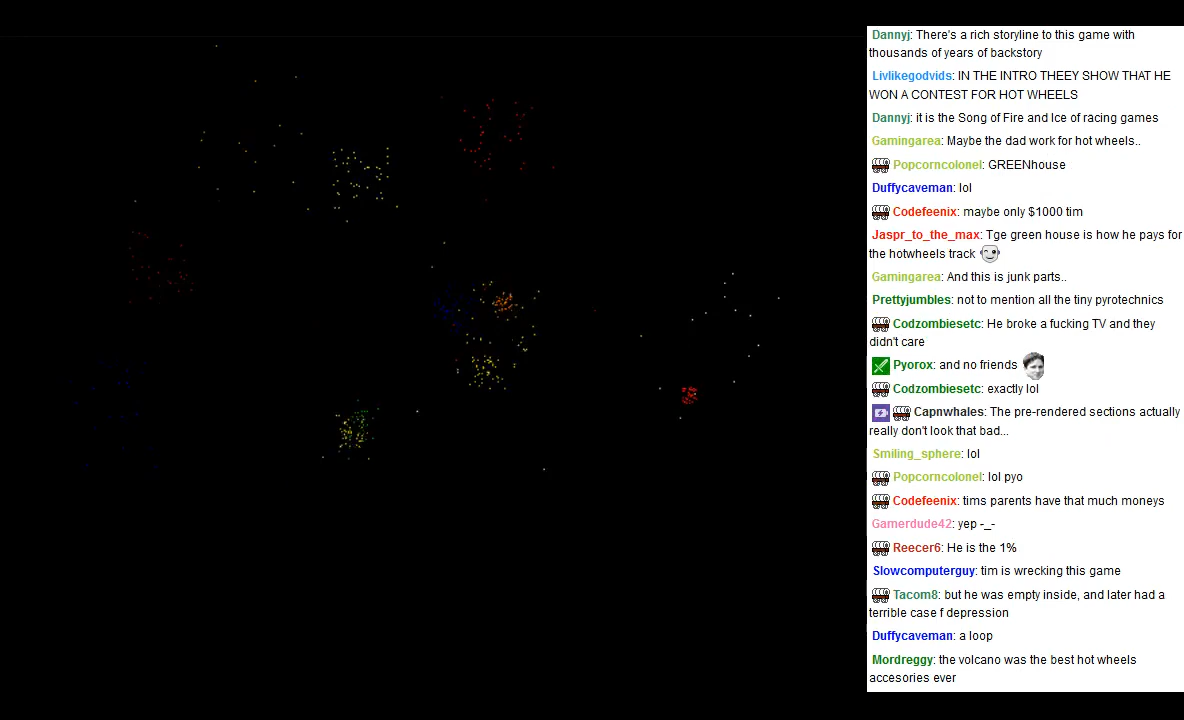 Dannyj: There's a rich storyline to this game with
thousands of years of backstory
Livlikegodvids: IN THE INTRO THEEY SHOW THAT HE
WON A CONTEST FOR HOT WHEELS
Dannyj: it is the Song of Fire and Ice of racing games
Gamingarea: Maybe the dad work for hot wheels..
Popcorncolonel: GREENhouse
Duffycaveman: lol
Codefeenix: maybe only $1000 tim
Jaspr_to_the_max: Tge green house is how he pays for
the hotwheels track
Gamingarea: And this is junk parts..
Prettyjumbles: not to mention all the tiny pyrotechnics
Codzombiesetc: He broke a fucking TV and they
didn't care
Pyorox: and no friends
Codzombiesetc: exactly lol
Capnwhales: The pre-rendered sections actually
really don't look that bad...
Smiling_sphere: lol
Popcorncolonel: lol pyo
Codefeenix: tims parents have that much moneys
Gamerdude42: yep -_-
Reecer6: He is the 1%
Slowcomputerguy: tim is wrecking this game
Tacom8: but he was empty inside, and later had a
terrible case f depression
Duffycaveman: a loop
Mordreggy: the volcano was the best hot wheels
accesories ever